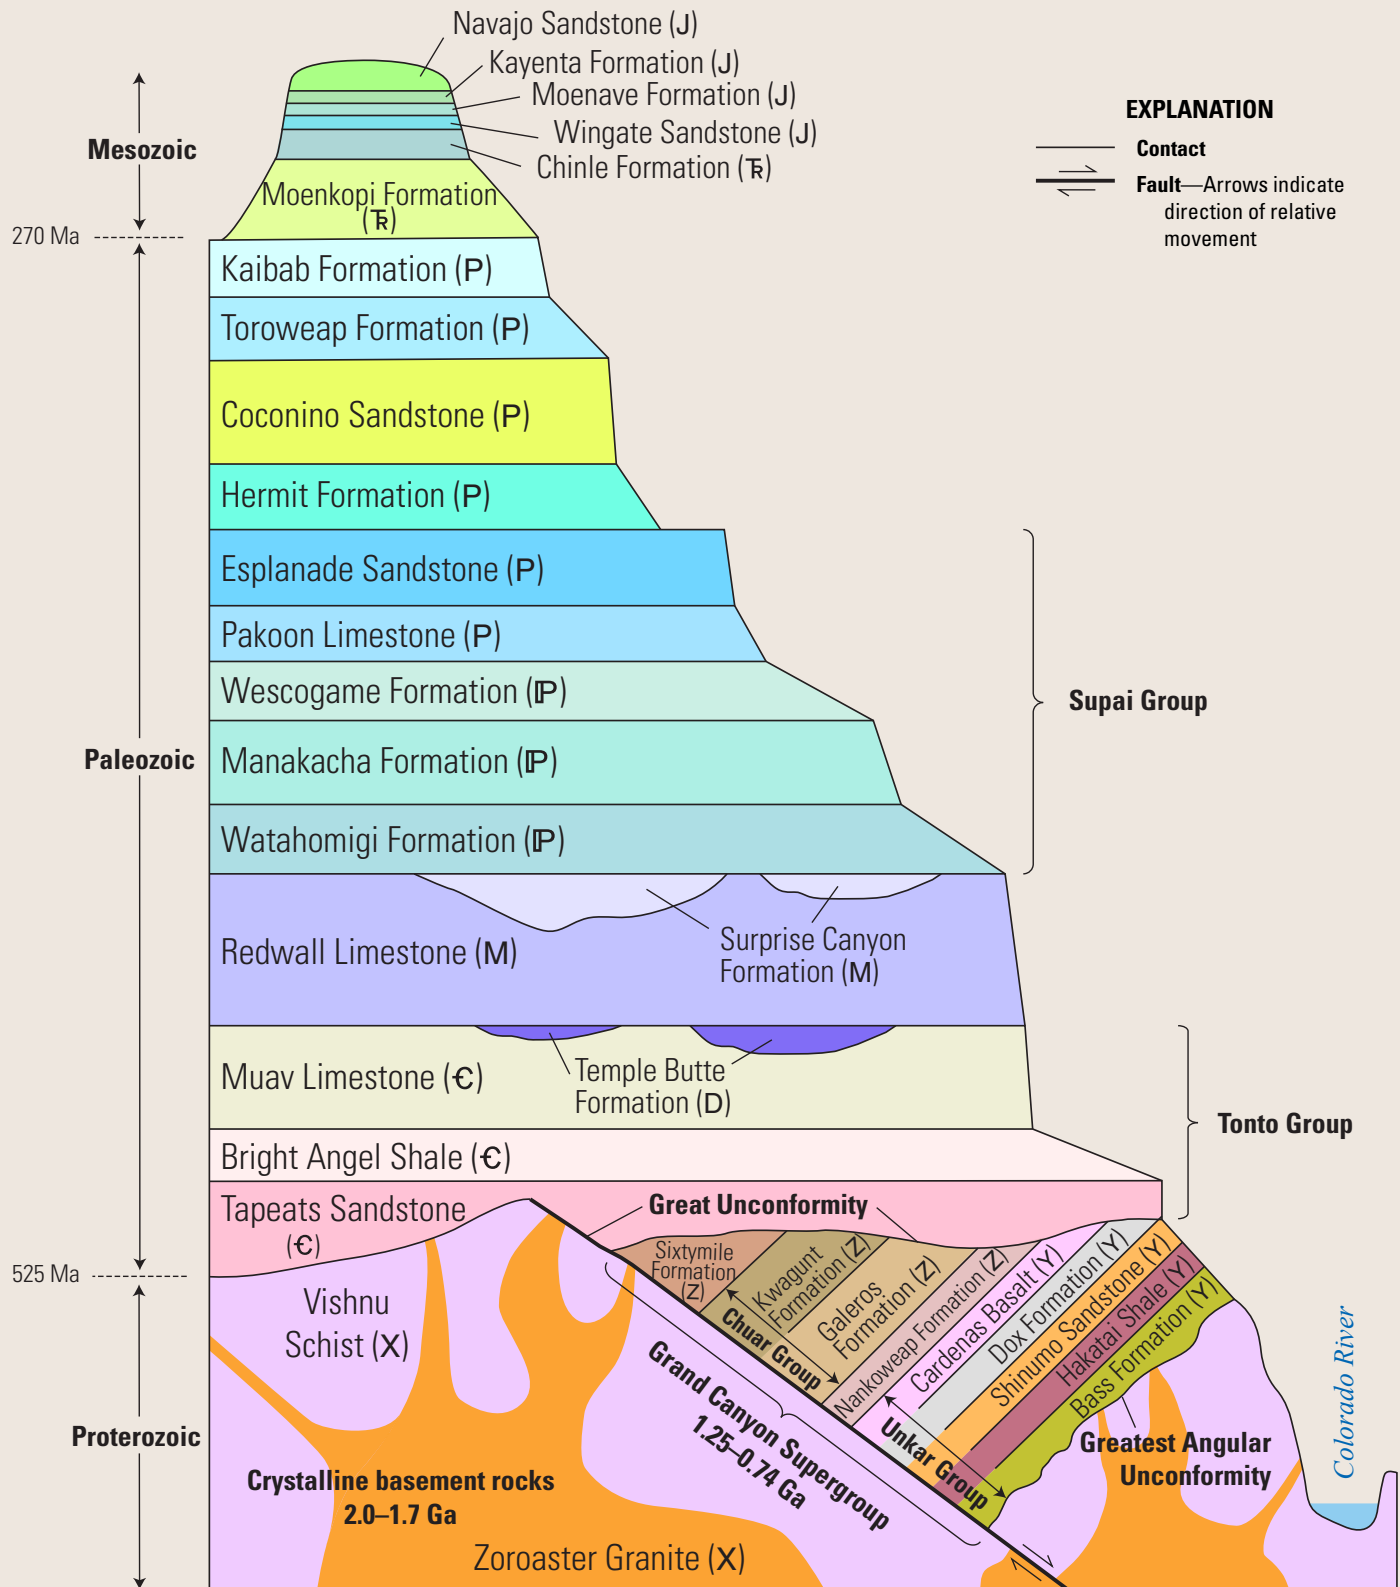 Navajo Sandstone (J)
Kayenta Formation (J)
Moenave Formation (J)
Wingate Sandstone (J)
Chinle Formation (TR)
Moenkopi Formation
(TR)
Mesozoic
270 Ma
EXPLANATION
Contact
Fault—Arrows indicate
direction of relative
movement
Kaibab Formation (P)
Toroweap Formation (P)
Coconino Sandstone (P)
Hermit Formation (P)
Esplanade Sandstone (P)
Pakoon Limestone (P)
Wescogame Formation (ℙ)
Manakacha Formation (ℙ)
Watahomigi Formation (ℙ)
Supai Group
Paleozoic
Redwall Limestone (M)
Surprise Canyon
Formation (M)
Muav Limestone (Є)
Temple Butte
Formation (D)
Bright Angel Shale (Є)
Tapeats Sandstone
(Є)
Tonto Group
Great Unconformity
525 Ma
Proterozoic
Vishnu
Schist (X)
Sixtymile
Formation
(Z)
Kwagunt
Formation (Z)
Galeros
Formation (Z)
Nankoweap Formation (Z)
Cardenas Basalt (Y)
Dox Formation (Y)
Shinumo Sandstone (Y)
Hakatai Shale (Y)
Bass Formation (Y)
Chuar Group
Unkar Group
Grand Canyon Supergroup
1.25–0.74 Ga
Greatest Angular
Unconformity
Colorado River
Crystalline basement rocks
2.0–1.7 Ga
Zoroaster Granite (X)